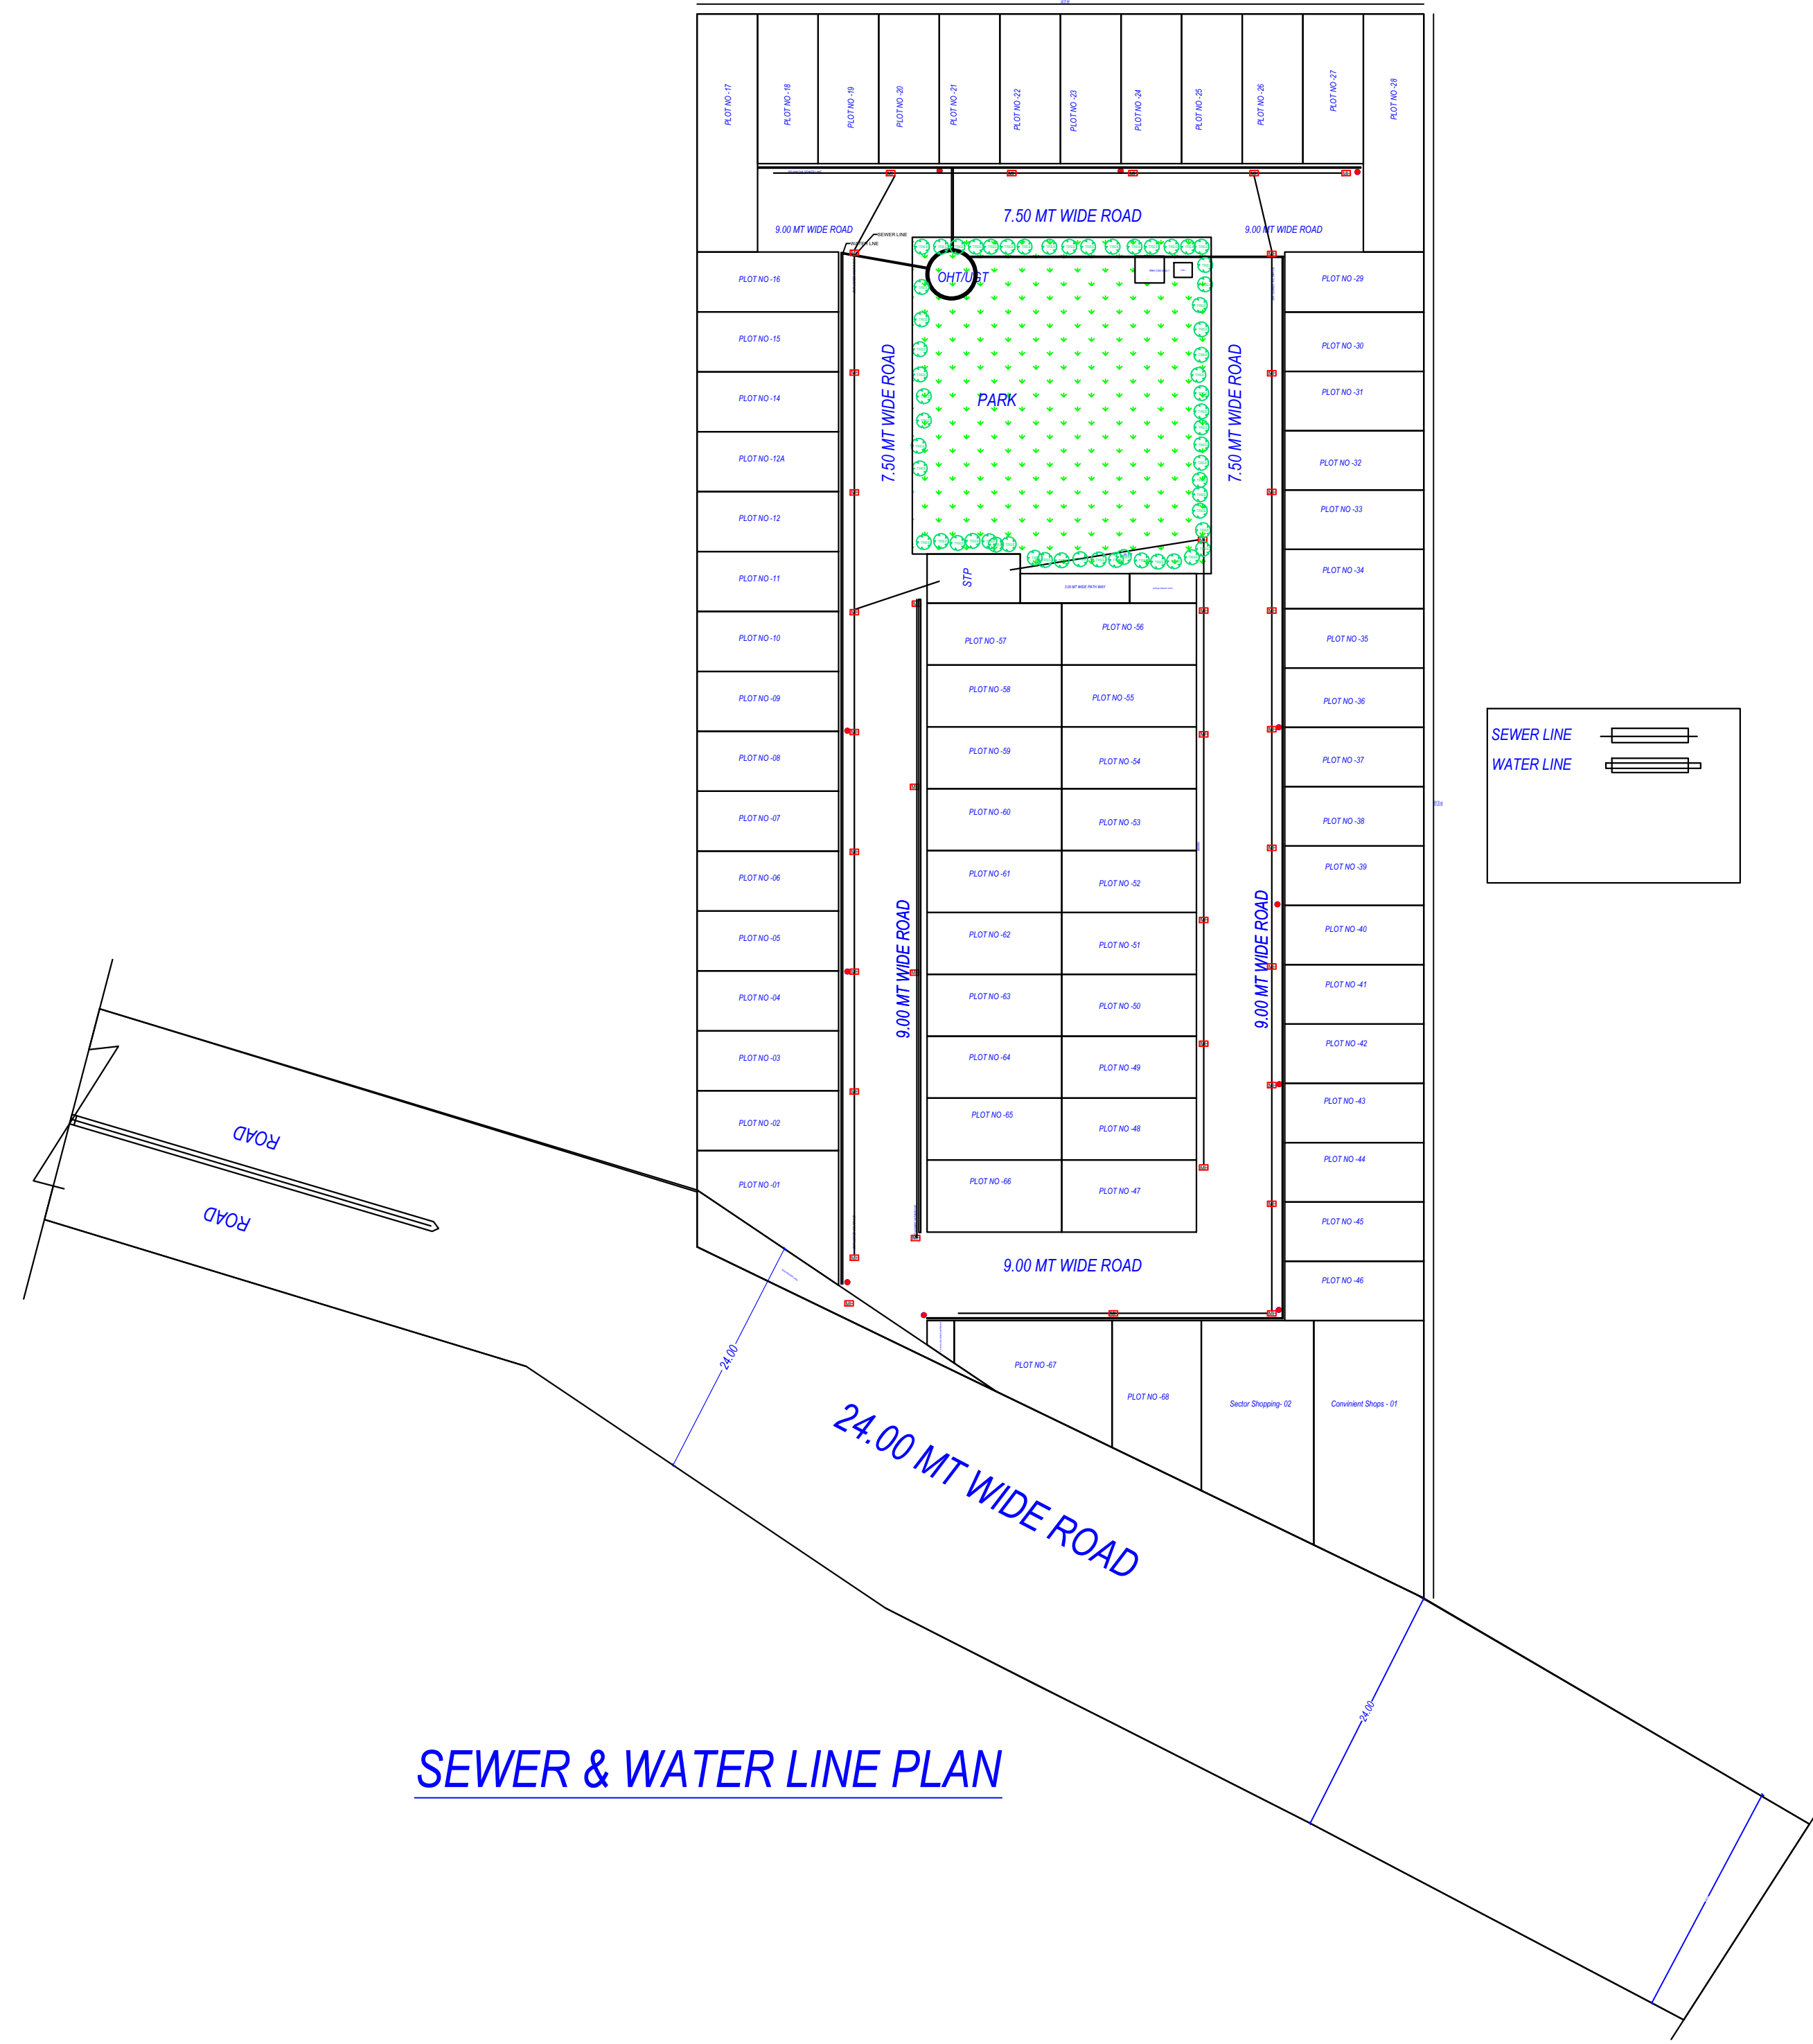 PLOT NO -17
PLOT NO -18
PLOT NO -19
PLOT NO -20
PLOT NO -21
PLOT NO -22
PLOT NO -23
PLOT NO -24
PLOT NO -25
PLOT NO -26
PLOT NO -27
PLOT NO -28
7.50 MT WIDE ROAD
9.00 MT WIDE ROAD
9.00 MT WIDE ROAD
SEWER LINE
WATER LNE
OHT/UGT
PARK
7.50 MT WIDE ROAD
7.50 MT WIDE ROAD
PLOT NO -16
PLOT NO -15
PLOT NO -14
PLOT NO -12A
PLOT NO -12
PLOT NO -11
PLOT NO -10
PLOT NO -09
PLOT NO -08
PLOT NO -07
PLOT NO -06
PLOT NO -05
PLOT NO -04
PLOT NO -03
PLOT NO -02
PLOT NO -01
PLOT NO -29
PLOT NO -30
PLOT NO -31
PLOT NO -32
PLOT NO -33
PLOT NO -34
PLOT NO -35
PLOT NO -36
PLOT NO -37
PLOT NO -38
PLOT NO -39
PLOT NO -40
PLOT NO -41
PLOT NO -42
PLOT NO -43
PLOT NO -44
PLOT NO -45
PLOT NO -46
STP
3.00 MT WIDE PATH WAY
PLOT NO -57
PLOT NO -58
PLOT NO -59
PLOT NO -60
PLOT NO -61
PLOT NO -62
PLOT NO -63
PLOT NO -64
PLOT NO -65
PLOT NO -66
PLOT NO -56
PLOT NO -55
PLOT NO -54
PLOT NO -53
PLOT NO -52
PLOT NO -51
PLOT NO -50
PLOT NO -49
PLOT NO -48
PLOT NO -47
9.00 MT WIDE ROAD
9.00 MT WIDE ROAD
9.00 MT WIDE ROAD
PLOT NO -67
PLOT NO -68
Sector Shopping- 02
Convinient Shops - 01
SEWER LINE
WATER LINE
ROAD
ROAD
24.00
24.00 MT WIDE ROAD
24.00
SEWER & WATER LINE PLAN